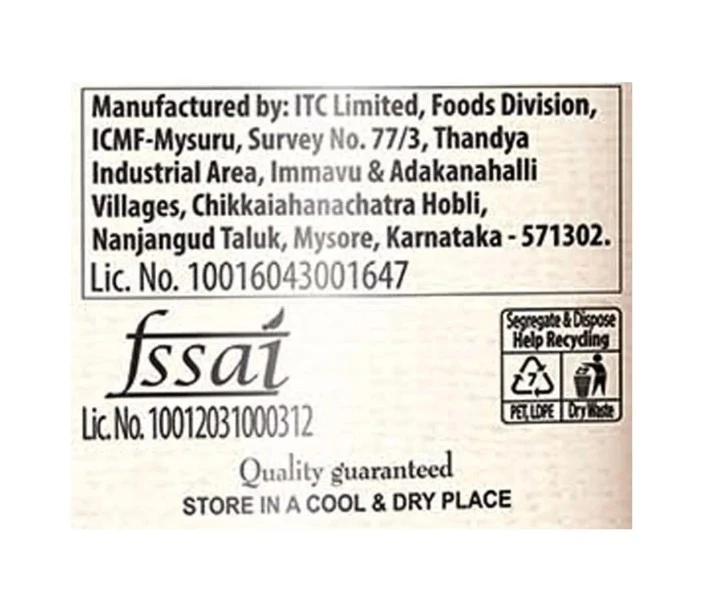 Manufactured by: ITC Limited, Foods Division,
ICMF-Mysuru, Survey No. 77/3, Thandya
Industrial Area, Immavu & Adakanahalli
Villages, Chikkaiahanachatra Hobli,
Nanjangud Taluk, Mysore, Karnataka - 571302.
Lic. No. 10016043001647
fssai
Lic. No. 10012031000312
Segregate & Dispose
Help Recycling
7
PET, LDPE Dry Waste
Quality guaranteed
STORE IN A COOL & DRY PLACE